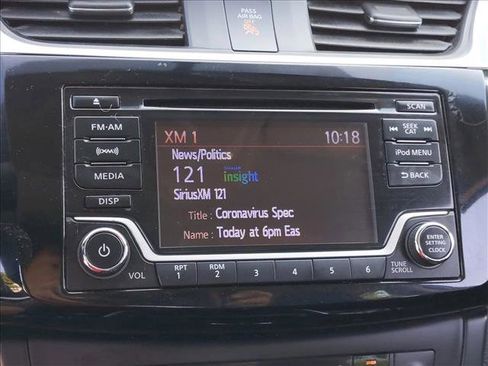 PASS
AIR BAG
SCAN
FM•AM
XM 1
10:18
SEEK
CAT
News/Politics
((XM))
121
insight
iPod MENU
MEDIA
SiriusXM 121
BACK
DISP
Title : Coronavirus Spec
Name : Today at 6pm Eas
ENTER
SETTING
CLOCK
VOL
RPT
1
RDM
2
3
4
5
6
TUNE
SCROLL